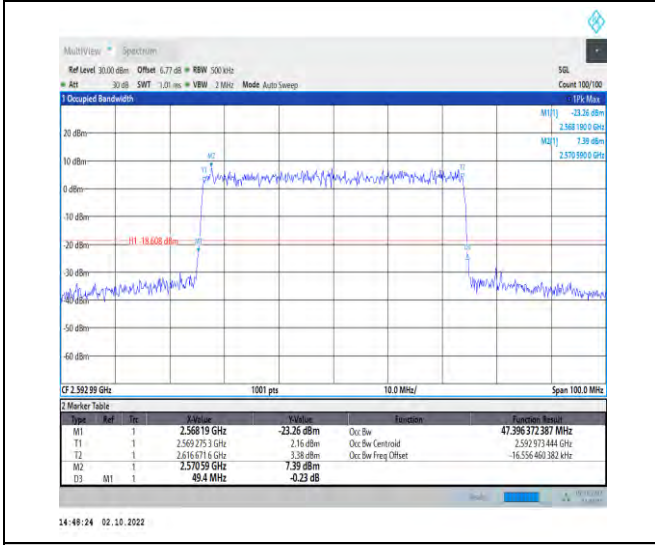 MultiView Spectrum
Ref Level 30.00 dBm Offset 6.77 dB RBW 500 kHz SGL
Att 30 dB SWT 1.01 ms VBW 2 MHz Mode Auto Sweep Count 100/100
1 Occupied Bandwidth 1Pk Max
M1[1] -23.26 dBm
2.568 190 0 GHz
M2[1] 7.39 dBm
2.570 590 0 GHz
20 dBm
M2
10 dBm
T1 T2
0 dBm
-10 dBm
-20 dBm
H1 -18.608 dBm
M1
D3
-30 dBm
-40 dBm
-50 dBm
-60 dBm
CF 2.592 99 GHz 1001 pts 10.0 MHz/ Span 100.0 MHz
2 Marker Table
Type Ref Trc X-Value Y-Value Function Function Result
M1 1 2.568 19 GHz -23.26 dBm Occ Bw 47.396 372 387 MHz
T1 1 2.569 275 3 GHz 2.16 dBm Occ Bw Centroid 2.592 973 444 GHz
T2 1 2.616 671 6 GHz 3.38 dBm Occ Bw Freq Offset -16.556 460 382 kHz
M2 1 2.570 59 GHz 7.39 dBm
D3 M1 1 49.4 MHz -0.23 dB
14:48:24 02.10.2022